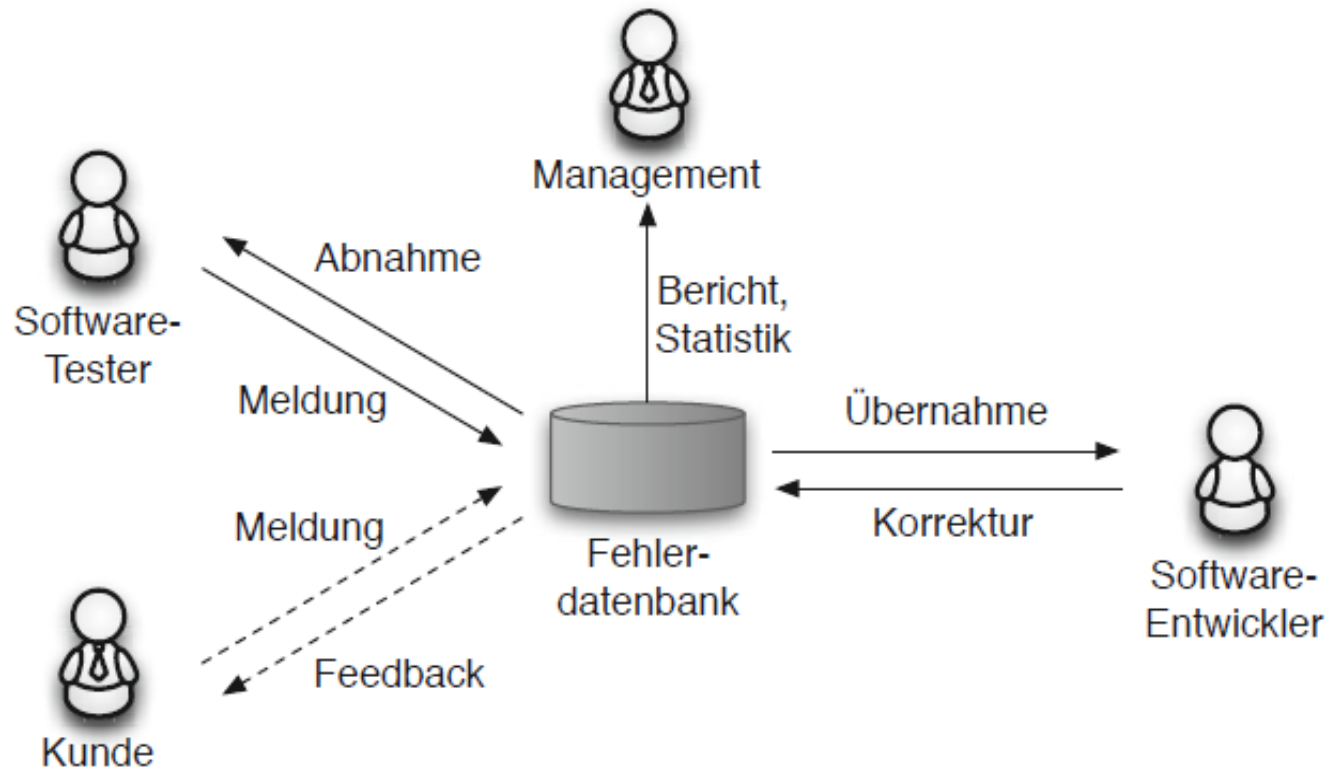 Management
Abnahme
Software-
Tester
Bericht,
Statistik
Meldung
Übernahme
Meldung
Korrektur
Fehler-
datenbank
Software-
Entwickler
Feedback
Kunde